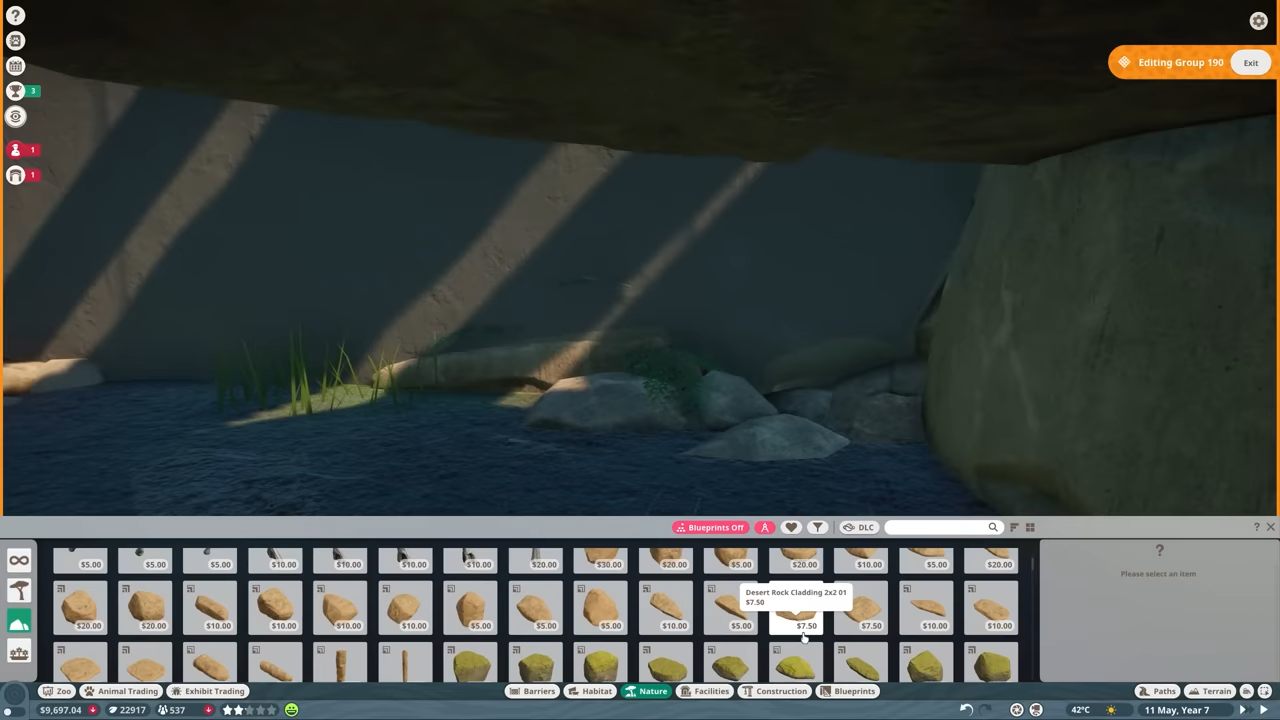 ?
Editing Group 190
Exit
3
1
1
Blueprints Off
DLC
?
$5.00 $5.00 $5.00 $10.00 $10.00 $10.00 $10.00 $20.00 $30.00 $20.00 $5.00 $20.00 $10.00 $5.00 $20.00
?
Please select an item
Desert Rock Cladding 2x2 01
$7.50
$20.00 $20.00 $10.00 $10.00 $10.00 $10.00 $5.00 $5.00 $5.00 $10.00 $5.00 $7.50 $7.50 $10.00 $10.00
Zoo Animal Trading Exhibit Trading Barriers Habitat Nature Facilities Construction Blueprints Paths Terrain
$9,697.04 22917 537 42°C 11 May, Year 7